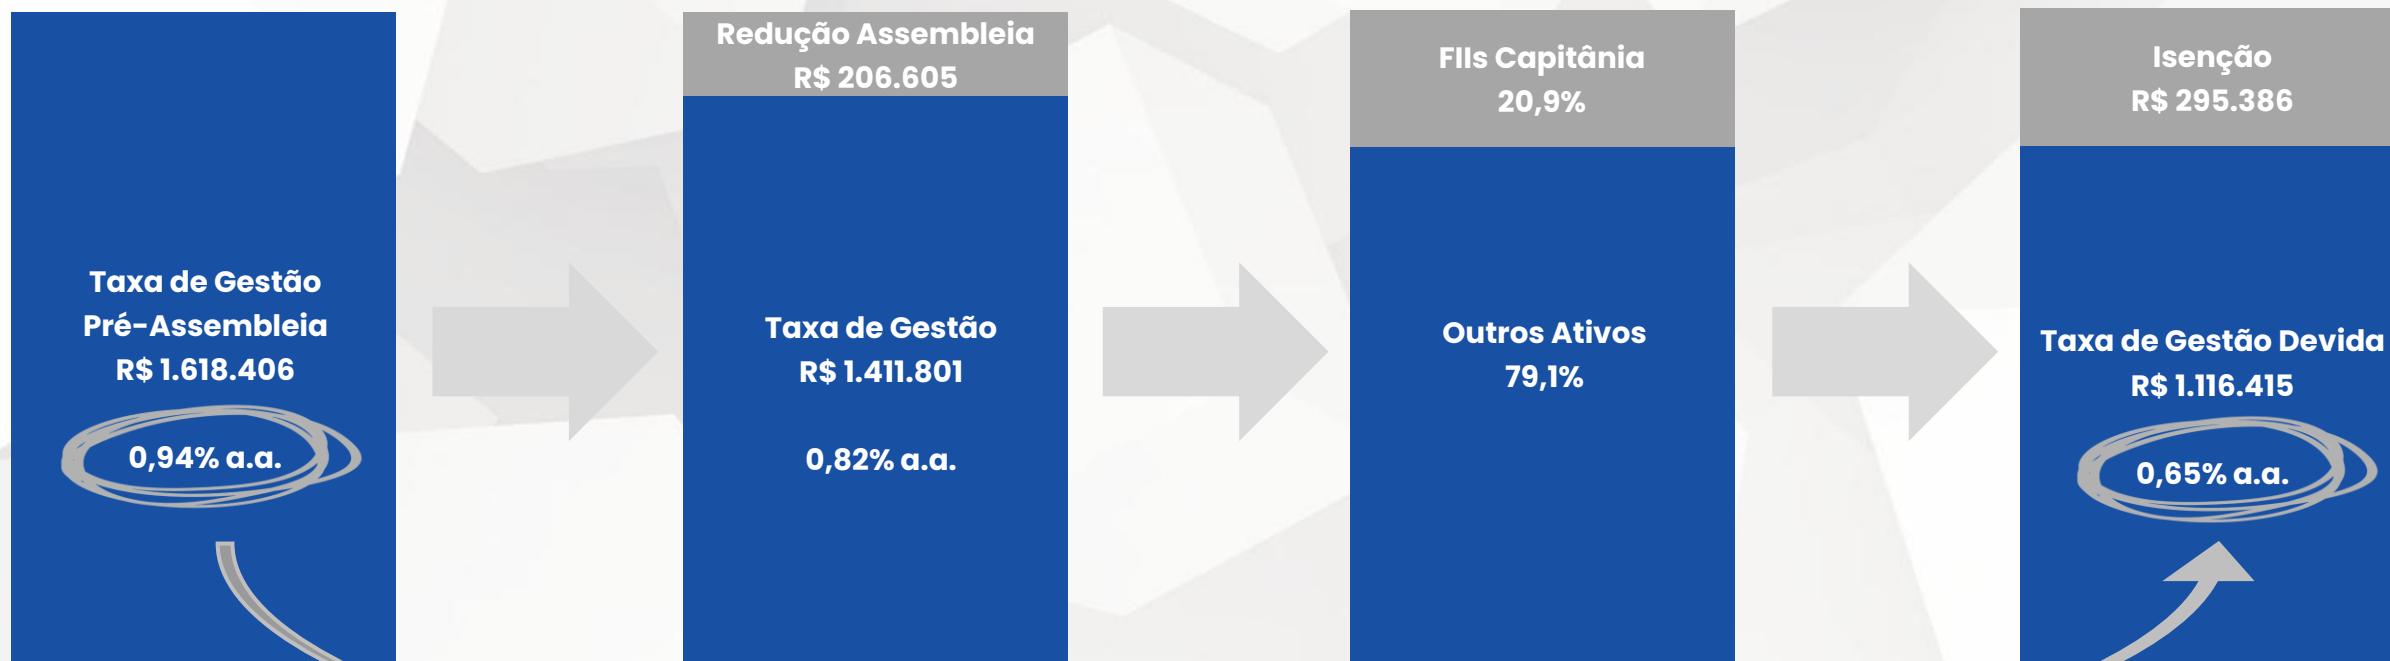 Taxa de Gestão
Pré-Assembleia
R$ 1.618.406
0,94% a.a.
Redução Assembleia
R$ 206.605
Taxa de Gestão
R$ 1.411.801
0,82% a.a.
FIIs Capitânia
20,9%
Outros Ativos
79,1%
Isenção
R$ 295.386
Taxa de Gestão Devida
R$ 1.116.415
0,65% a.a.